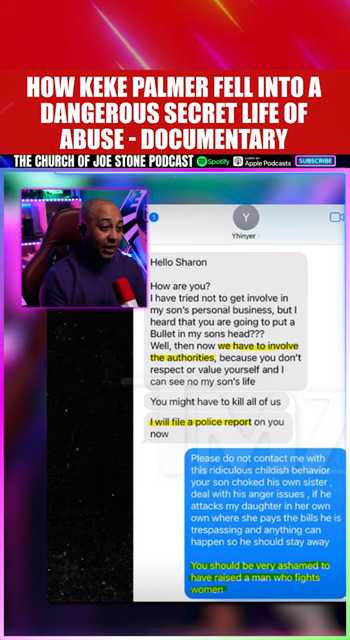 HOW KEKE PALMER FELL INTO A
DANGEROUS SECRET LIFE OF
ABUSE - DOCUMENTARY
THE CHURCH OF JOE STONE PODCAST Spotify LISTEN ON Apple Podcasts SUBSCRIBE
1
Y
Yhinyer
Hello Sharon
How are you?
I have tried not to get involve in
my son's personal business, but I
heard that you are going to put a
Bullet in my sons head???
Well, then now we have to involve
the authorities, because you don't
respect or value yourself and I
can see no my son's life
You might have to kill all of us
I will file a police report on you
now
TMZ
Please do not contact me with
this ridiculous childish behavior
your son choked his own sister ,
deal with his anger issues , if he
attacks my daughter in her own
own where she pays the bills he is
trespassing and anything can
happen so he should stay away
You should be very ashamed to
have raised a man who fights
women